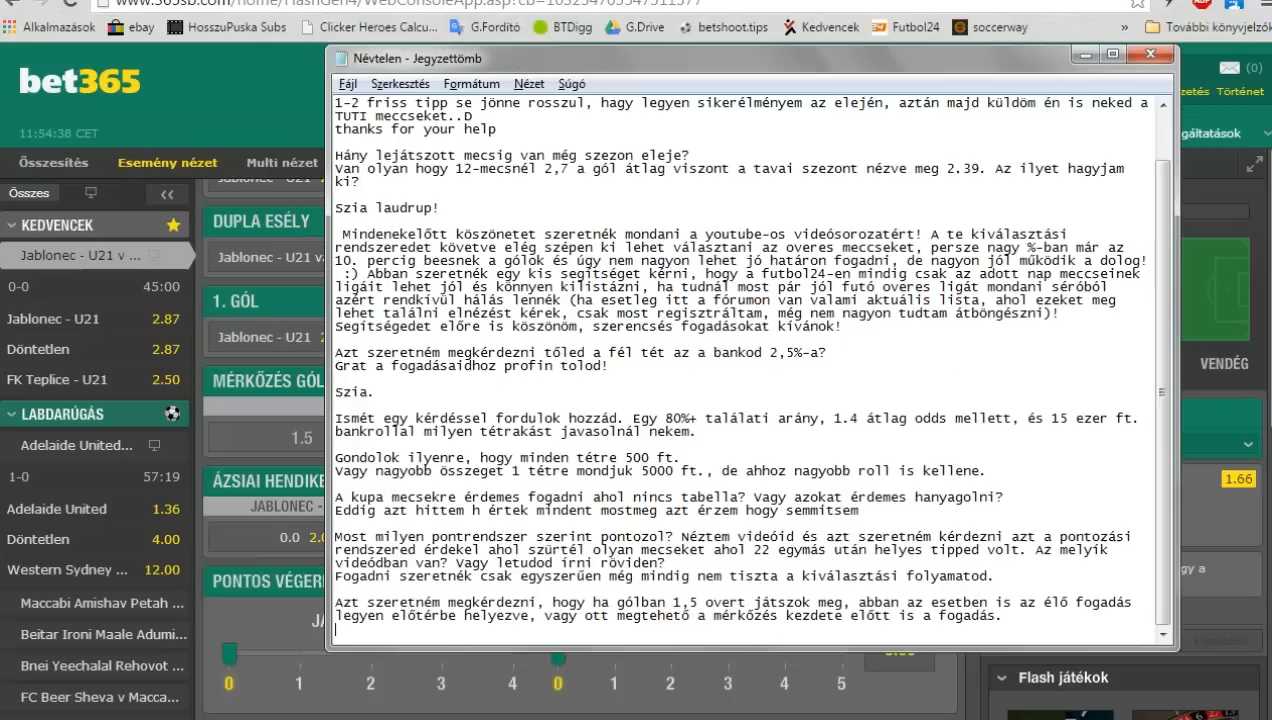 www.365sb.com/home/FlashGen4/WebConsoleApp.asp?cb=10325470554751157
Alkalmazások
ebay
HosszuPuska Subs
Clicker Heroes Calcu...
G.Fordító
BTDigg
G.Drive
betshoot.tips
Kedvencek
Futbol24
soccerway
»
További könyvjelzők
bet365
11:54:38 CET
(0)
Történet
Összesítés
Esemény nézet
Multi nézet
Összes
KEDVENCEK
Jablonec - U21 v ...
0-0 45:00
Jablonec - U21 2.87
Döntetlen 2.87
FK Teplice - U21 2.50
LABDARÚGÁS
Adelaide United...
1-0 57:19
Adelaide United 1.36
Döntetlen 4.00
Western Sydney ... 12.00
Maccabi Amishav Petah ...
Beitar Ironi Maale Adumi...
Bnei Yeechalal Rehovot ...
FC Beer Sheva v Macca...
DUPLA ESÉLY
Jablonec - U21 va
1. GÓL
Jablonec - U21 2
MÉRKŐZÉS GÓL
1.5
ÁZSIAI HENDIKE
JABLONEC -
0.0 2.0
PONTOS VÉGER
JA
0 1 2 3 4 0 1 2 3 4 5
Névtelen - Jegyzettömb
Fájl Szerkesztés Formátum Nézet Súgó
1-2 friss tipp se jönne rosszul, hagy legyen sikerélményem az elején, aztán majd küldöm én is neked a
TUTI meccseket..D
thanks for your help
Hány lejátszott mecsig van még szezon eleje?
Van olyan hogy 12-mecsnél 2,7 a gól átlag viszont a tavai szezont nézve meg 2.39. Az ilyet hagyjam
ki?
Szia laudrup!
Mindenekelőtt köszönetet szeretnék mondani a youtube-os videósorozatért! A te kiválasztási
rendszeredet követve elég szépen ki lehet választani az overes meccseket, persze nagy %-ban már az
10. percig beesnek a gólok és úgy nem nagyon lehet jó határon fogadni, de nagyon jól működik a dolog!
:) Abban szeretnék egy kis segitséget kérni, hogy a futbol24-en mindig csak az adott nap meccseinek
ligáit lehet jól és könnyen kilistázni, ha tudnál most pár jól futó overes ligát mondani séróból
azért rendkívül hálás lennék (ha esetleg itt a fórumon van valami aktuális lista, ahol ezeket meg
lehet találni elnézést kérek, csak most regisztráltam, még nem nagyon tudtam átböngészni)!
Segítségedet előre is köszönöm, szerencsés fogadásokat kívánok!
Azt szeretném megkérdezni tőled a fél tét az a bankod 2,5%-a?
Grat a fogadásaidhoz profin tolod!
Szia.
Ismét egy kérdéssel fordulok hozzád. Egy 80%+ találati arány, 1.4 átlag odds mellett, és 15 ezer ft.
bankrollal milyen tétrakást javasolnál nekem.
Gondolok ilyenre, hogy minden tétre 500 ft.
Vagy nagyobb összeget 1 tétre mondjuk 5000 ft., de ahhoz nagyobb roll is kellene.
A kupa mecsekre érdemes fogadni ahol nincs tabella? Vagy azokat érdemes hanyagolni?
Eddig azt hittem h értek mindent mostmeg azt érzem hogy semmitsem
Most milyen pontrendszer szerint pontozol? Néztem videóid és azt szeretném kérdezni azt a pontozási
rendszered érdekel ahol szürtél olyan mecseket ahol 22 egymás után helyes tipped volt. Az melyík
videódban van? Vagy letudod írni röviden?
Fogadni szeretnék csak egyszerűen még mindig nem tiszta a kiválasztási folyamatod.
Azt szeretném megkérdezni, hogy ha gólban 1,5 overt játszok meg, abban az esetben is az élő fogadás
legyen előtérbe helyezve, vagy ott megtehető a mérkőzés kezdete előtt is a fogadás.
VENDÉG
1.66
gy a
Flash játékok